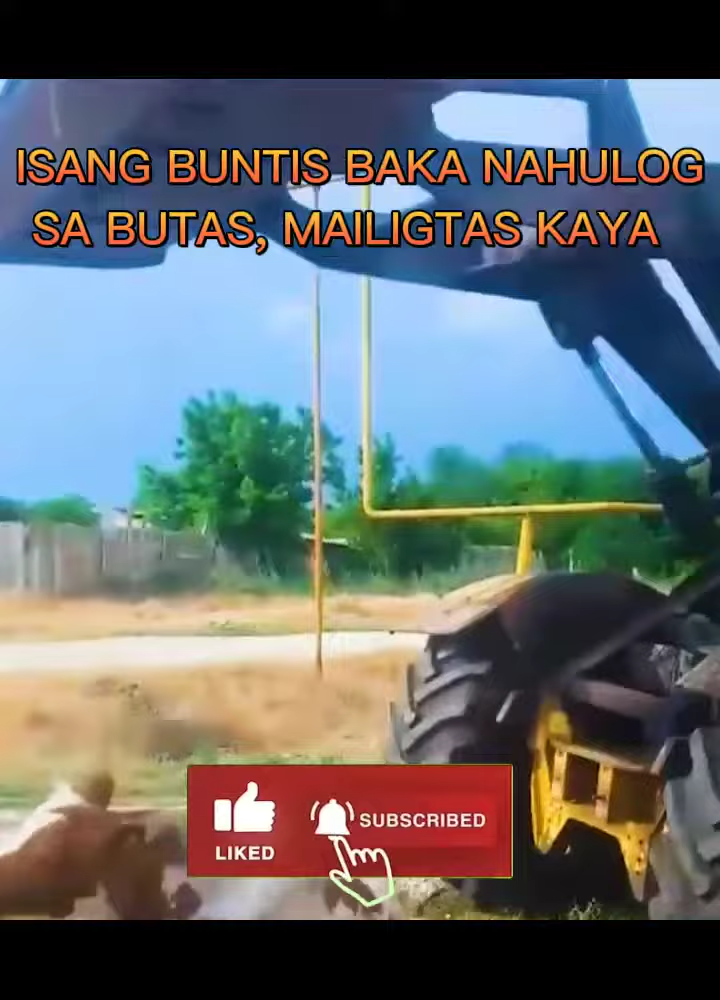 ISANG BUNTIS BAKA NAHULOG
SA BUTAS, MAILIGTAS KAYA
SUBSCRIBED
LIKED